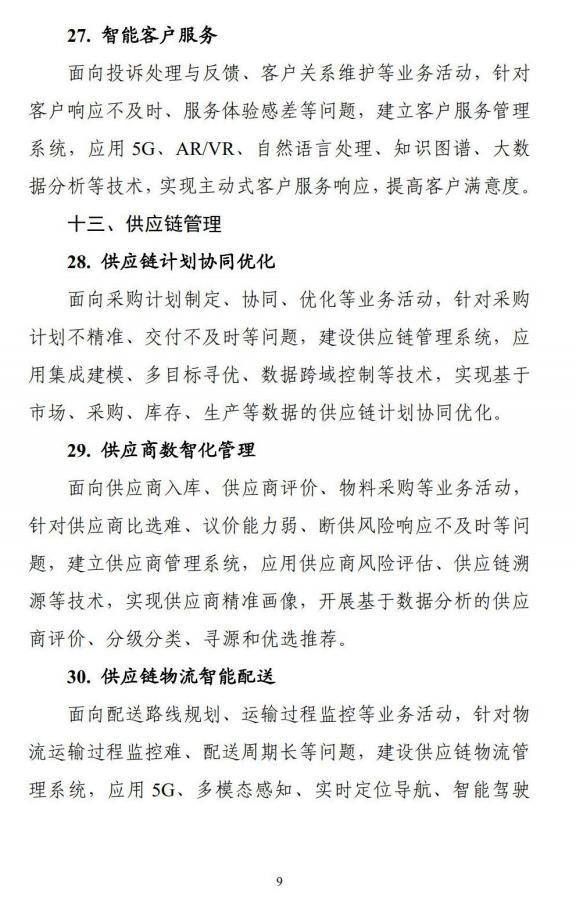 27. 智能客户服务
面向投诉处理与反馈、客户关系维护等业务活动，针对
客户响应不及时、服务体验感差等问题，建立客户服务管理
系统，应用 5G、AR/VR、自然语言处理、知识图谱、大数
据分析等技术，实现主动式客户服务响应，提高客户满意度。
十三、供应链管理
28. 供应链计划协同优化
面向采购计划制定、协同、优化等业务活动，针对采购
计划不精准、交付不及时等问题，建设供应链管理系统，应
用集成建模、多目标寻优、数据跨域控制等技术，实现基于
市场、采购、库存、生产等数据的供应链计划协同优化。
29. 供应商数智化管理
面向供应商入库、供应商评价、物料采购等业务活动，
针对供应商比选难、议价能力弱、断供风险响应不及时等问
题，建立供应商管理系统，应用供应商风险评估、供应链溯
源等技术，实现供应商精准画像，开展基于数据分析的供应
商评价、分级分类、寻源和优选推荐。
30. 供应链物流智能配送
面向配送路线规划、运输过程监控等业务活动，针对物
流运输过程监控难、配送周期长等问题，建设供应链物流管
理系统，应用 5G、多模态感知、实时定位导航、智能驾驶
9